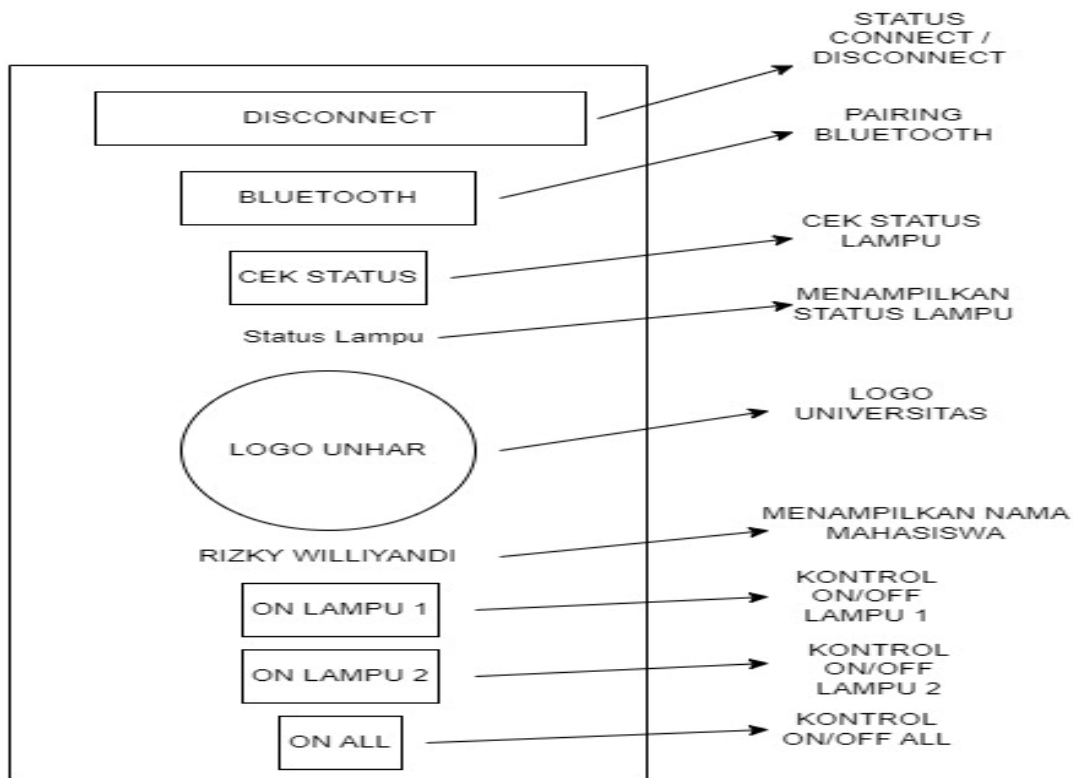 STATUS
CONNECT /
DISCONNECT
DISCONNECT
PAIRING
BLUETOOTH
BLUETOOTH
CEK STATUS
LAMPU
CEK STATUS
MENAMPILKAN
STATUS LAMPU
Status Lampu
LOGO
UNIVERSITAS
LOGO UNHAR
MENAMPILKAN NAMA
MAHASISWA
RIZKY WILLIYANDI
KONTROL
ON/OFF
LAMPU 1
ON LAMPU 1
KONTROL
ON/OFF
LAMPU 2
ON LAMPU 2
KONTROL
ON/OFF ALL
ON ALL